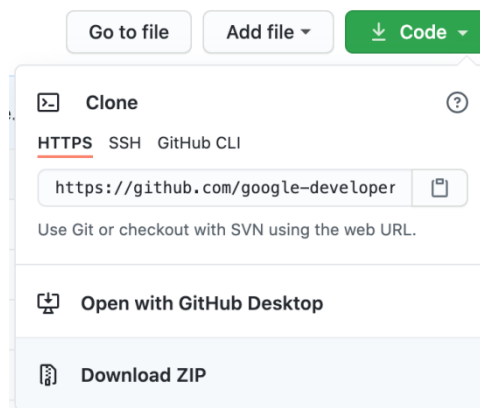 Go to file Add file Code
Clone
HTTPS SSH GitHub CLI
https://github.com/google-developer
Use Git or checkout with SVN using the web URL.
Open with GitHub Desktop
Download ZIP